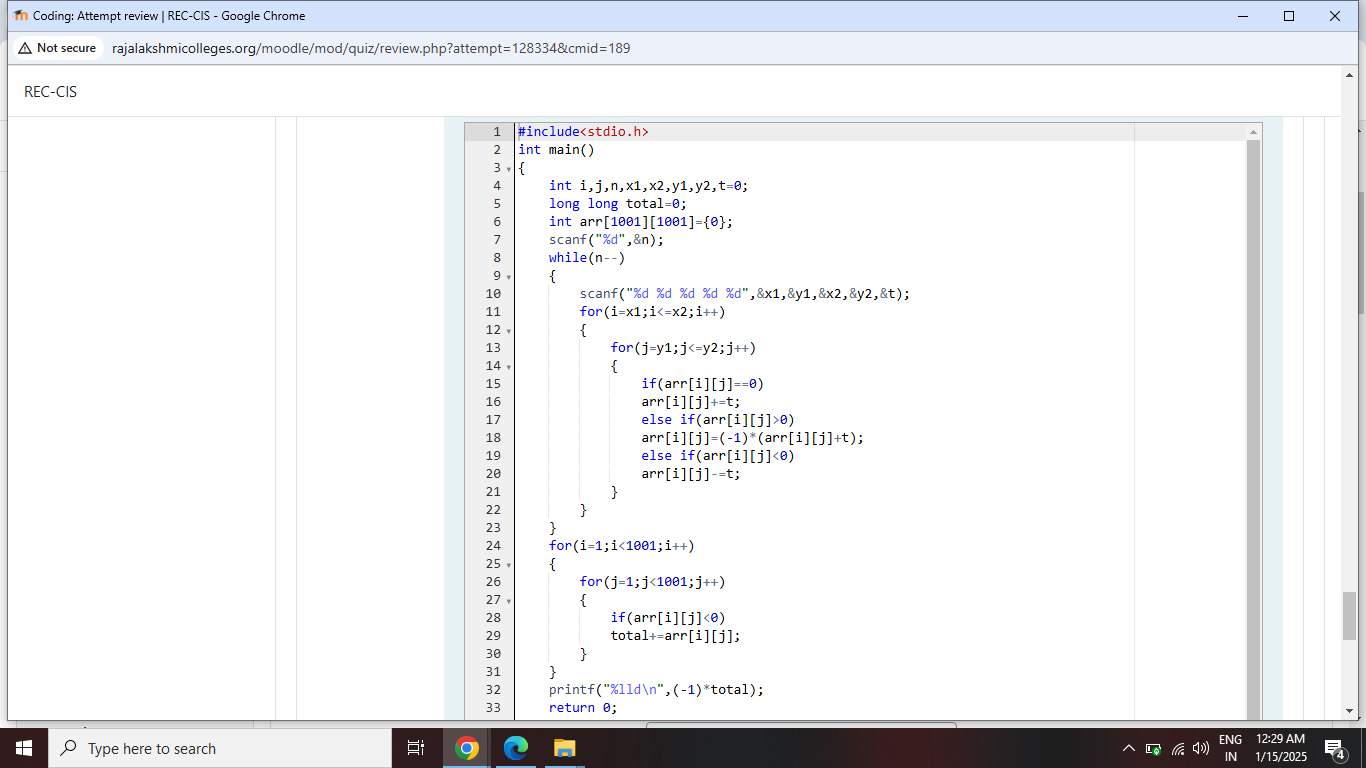 Coding: Attempt review | REC-CIS - Google Chrome
Not secure rajalakshmicolleges.org/moodle/mod/quiz/review.php?attempt=128334&cmid=189
REC-CIS
1 #include<stdio.h>
2 int main()
3 {
4     int i,j,n,x1,x2,y1,y2,t=0;
5     long long total=0;
6     int arr[1001][1001]={0};
7     scanf("%d",&n);
8     while(n--)
9     {
10         scanf("%d %d %d %d %d",&x1,&y1,&x2,&y2,&t);
11         for(i=x1;i<=x2;i++)
12         {
13             for(j=y1;j<=y2;j++)
14             {
15                 if(arr[i][j]==0)
16                 arr[i][j]+=t;
17                 else if(arr[i][j]>0)
18                 arr[i][j]=(-1)*(arr[i][j]+t);
19                 else if(arr[i][j]<0)
20                 arr[i][j]-=t;
21             }
22         }
23     }
24     for(i=1;i<1001;i++)
25     {
26         for(j=1;j<1001;j++)
27         {
28             if(arr[i][j]<0)
29             total+=arr[i][j];
30         }
31     }
32     printf("%lld\n",(-1)*total);
33     return 0;
Type here to search
ENG
IN
12:29 AM
1/15/2025
4